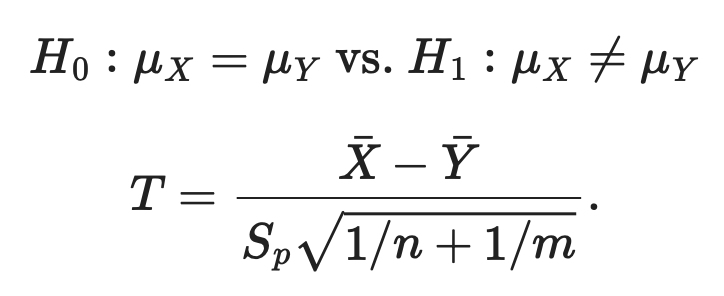 H₀ : μ_X = μ_Y vs. H₁ : μ_X ≠ μ_Y
T = (X̄ − Ȳ) / (S_p √(1/n + 1/m)).